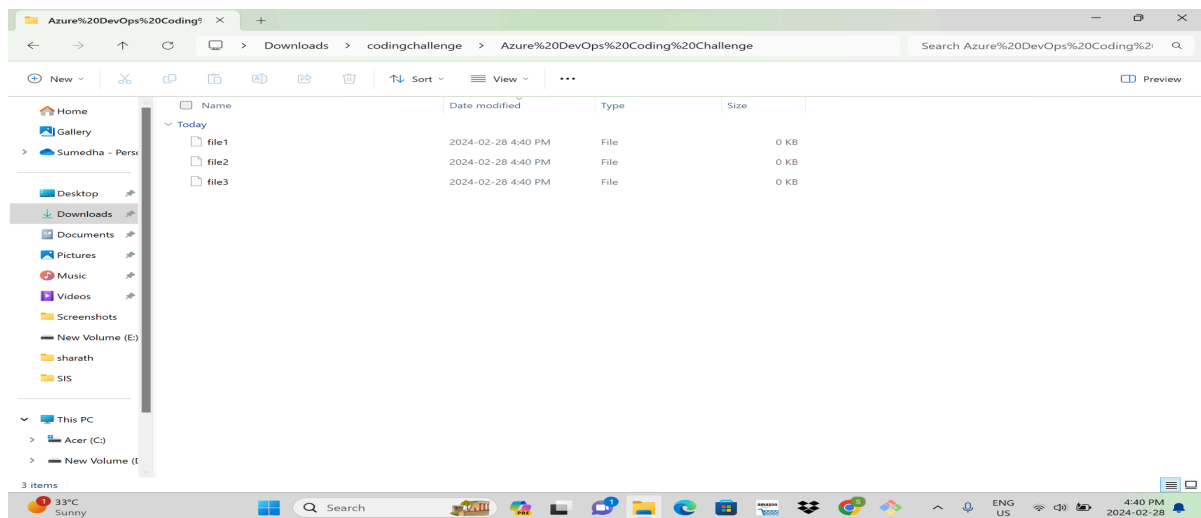 Azure%20DevOps%20Coding%
Downloads > codingchallenge > Azure%20DevOps%20Coding%20Challenge
Search Azure%20DevOps%20Coding%2
New
Sort
View
Preview
Name Date modified Type Size
Today
file1 2024-02-28 4:40 PM File 0 KB
file2 2024-02-28 4:40 PM File 0 KB
file3 2024-02-28 4:40 PM File 0 KB
Home
Gallery
Sumedha - Pers
Desktop
Downloads
Documents
Pictures
Music
Videos
Screenshots
New Volume (E:)
sharath
SIS
This PC
Acer (C:)
New Volume (D
3 items
1 33°C
Sunny
Search
PRE
1
amazon
S
ENG
US
4:40 PM
2024-02-28